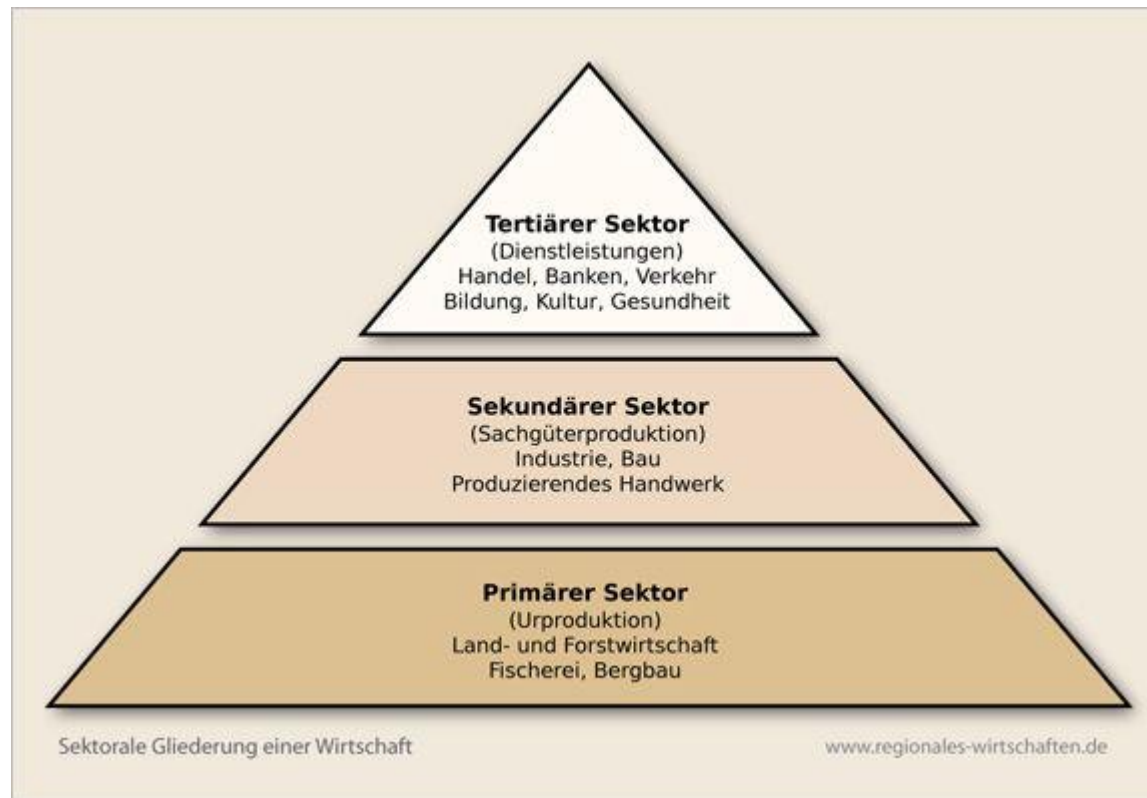 Tertiärer Sektor
(Dienstleistungen)
Handel, Banken, Verkehr
Bildung, Kultur, Gesundheit
Sekundärer Sektor
(Sachgüterproduktion)
Industrie, Bau
Produzierendes Handwerk
Primärer Sektor
(Urproduktion)
Land- und Forstwirtschaft
Fischerei, Bergbau
Sektorale Gliederung einer Wirtschaft
www.regionales-wirtschaften.de